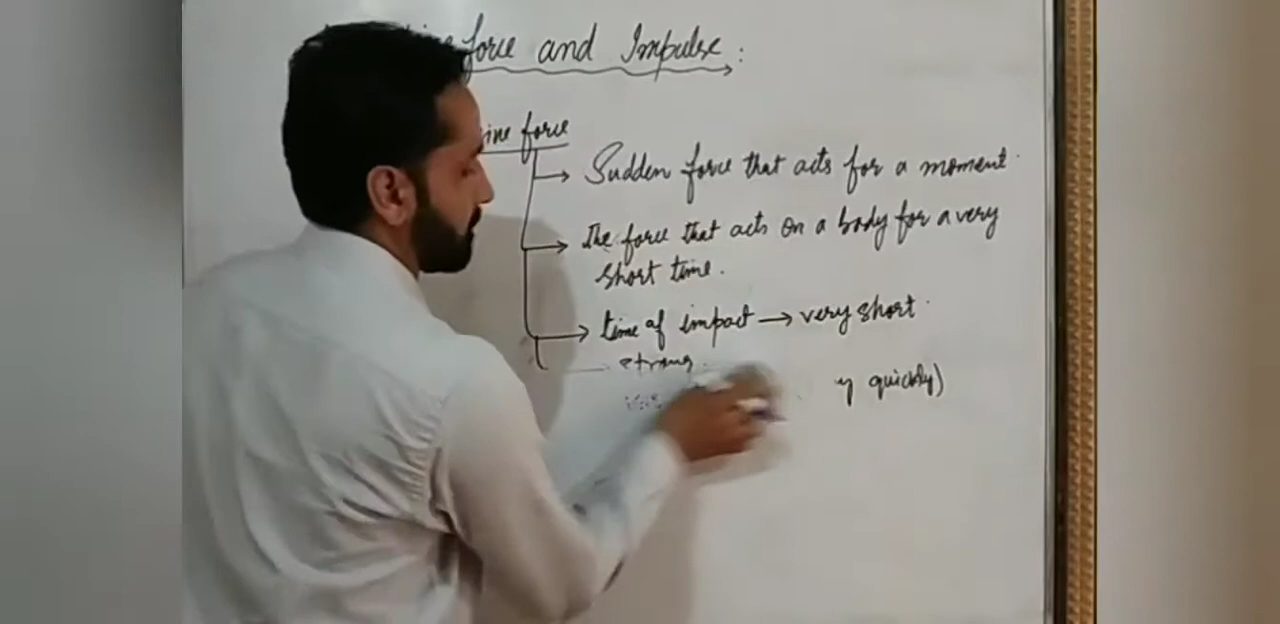 force and Impulse :
ine force
Sudden force that acts for a moment.
The force that acts on a body for a very
short time.
time of impact → very short.
strong
y quickly)